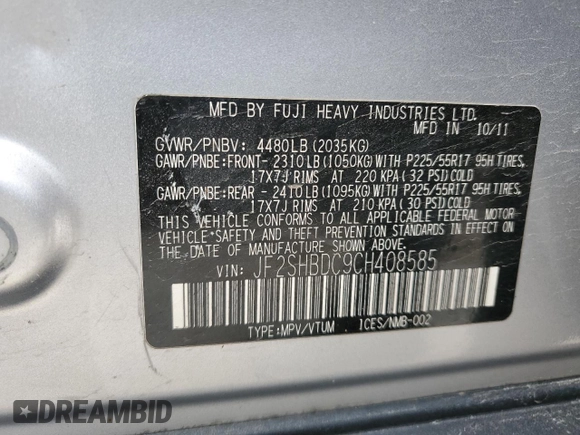 MFD BY FUJI HEAVY INDUSTRIES LTD.
MFD IN 10/11
GVWR/PNBV: 4480LB (2035KG)
GAWR/PNBE:FRONT- 2310LB(1050KG)WITH P225/55R17 95H TIRES,
17X7J RIMS AT 220 KPA (32 PSI) COLD
GAWR/PNBE:REAR - 2410LB(1095KG)WITH P225/55R17 95H TIRES,
17X7J RIMS AT 210 KPA (30 PSI) COLD
THIS VEHICLE CONFORMS TO ALL APPLICABLE FEDERAL MOTOR
VEHICLE SAFETY AND THEFT PREVENTION STANDARDS IN EFFECT ON
THE DATE OF MANUFACTURE SHOWN ABOVE.
VIN: JF2SHBDC9CH408585
TYPE:MPV/VTUM ICES/NMB-002
DREAMBID